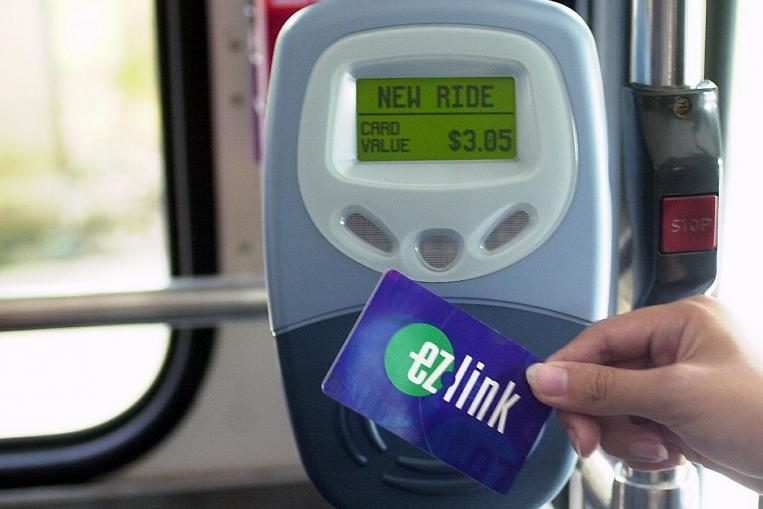 NEW RIDE
CARD
VALUE $3.05
STOP
ez link